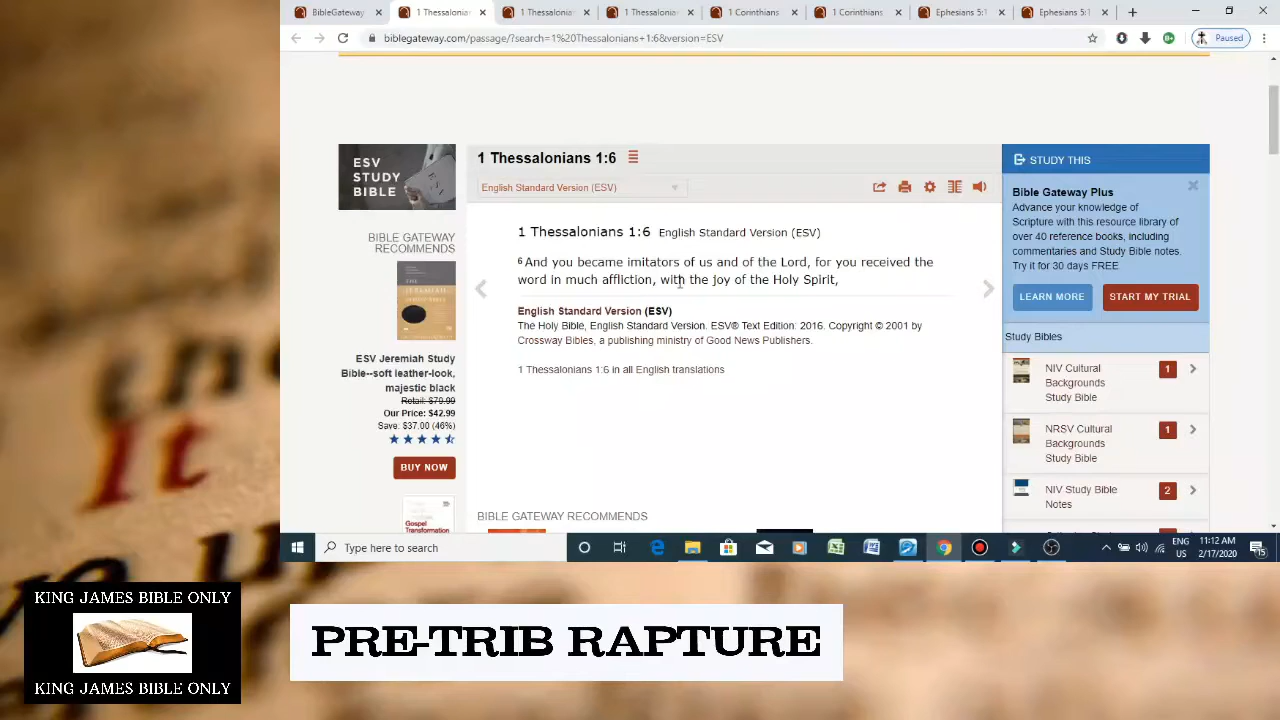 BibleGateway
1 Thessalonian
1 Thessalonian
1 Thessalonian
1 Corinthians
1 Corinthians
Ephesians 5:1
Ephesians 5:1
biblegateway.com/passage/?search=1%20Thessalonians+1:6&version=ESV
Paused
ESV
STUDY
BIBLE
BIBLE GATEWAY
RECOMMENDS
ESV Jeremiah Study
Bible--soft leather-look,
majestic black
Retail: $79.99
Our Price: $42.99
Save: $37.00 (46%)
BUY NOW
Gospel
Transformation
1 Thessalonians 1:6
English Standard Version (ESV)
1 Thessalonians 1:6 English Standard Version (ESV)
6 And you became imitators of us and of the Lord, for you received the
word in much affliction, with the joy of the Holy Spirit,
English Standard Version (ESV)
The Holy Bible, English Standard Version. ESV® Text Edition: 2016. Copyright © 2001 by
Crossway Bibles, a publishing ministry of Good News Publishers.
1 Thessalonians 1:6 in all English translations
BIBLE GATEWAY RECOMMENDS
STUDY THIS
Bible Gateway Plus
Advance your knowledge of
Scripture with this resource library of
over 40 reference books, including
commentaries and Study Bible notes.
Try it for 30 days FREE.
LEARN MORE
START MY TRIAL
Study Bibles
NIV Cultural
Backgrounds
Study Bible
1
NRSV Cultural
Backgrounds
Study Bible
1
NIV Study Bible
Notes
2
Type here to search
ENG
US
11:12 AM
2/17/2020
15
It
KING JAMES BIBLE ONLY
KING JAMES BIBLE ONLY
PRE-TRIB RAPTURE